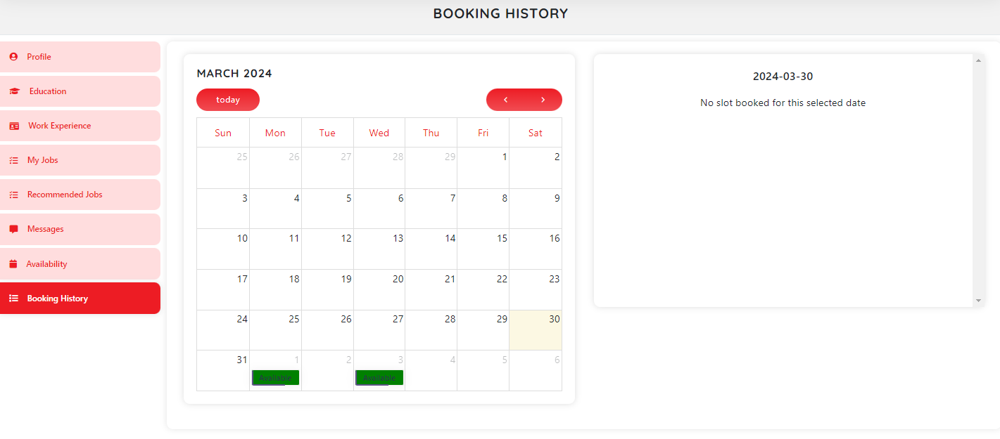 BOOKING HISTORY
Profile
Education
Work Experience
My Jobs
Recommended Jobs
Messages
Availability
Booking History
MARCH 2024
today
Sun Mon Tue Wed Thu Fri Sat
25 26 27 28 29 1 2
3 4 5 6 7 8 9
10 11 12 13 14 15 16
17 18 19 20 21 22 23
24 25 26 27 28 29 30
31 1 2 3 4 5 6
Available Available
2024-03-30
No slot booked for this selected date